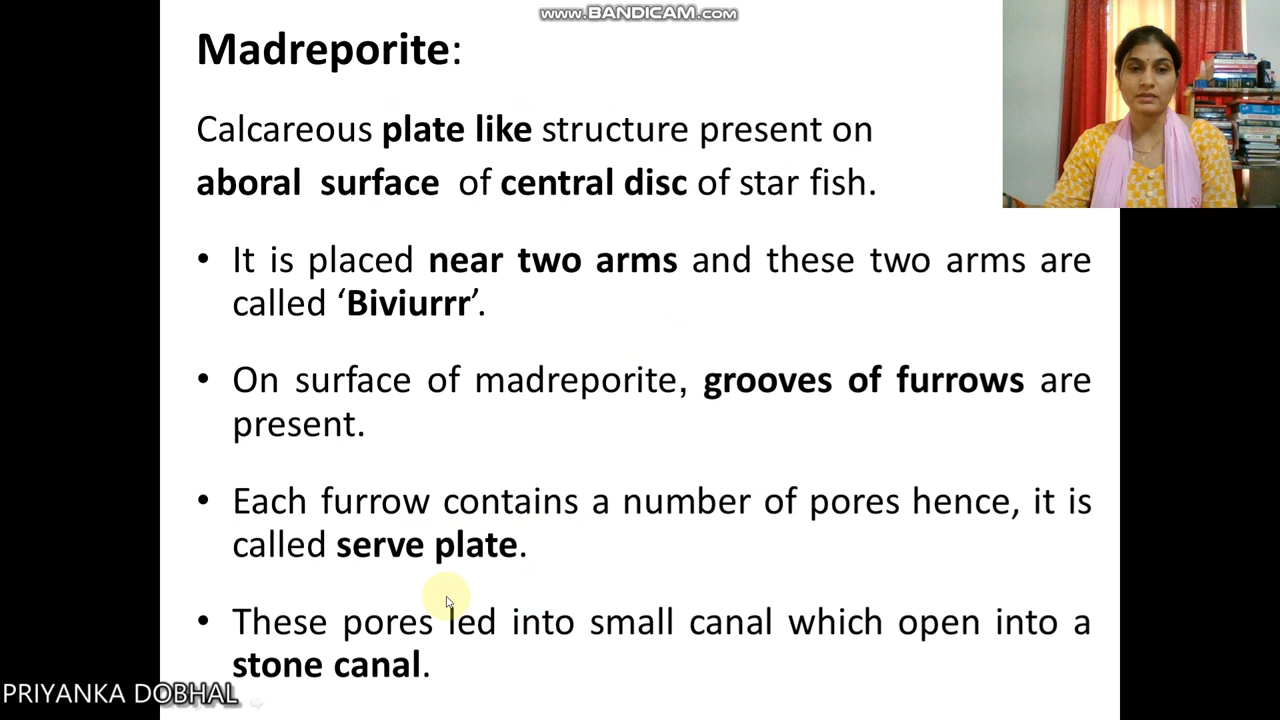 www.BANDICAM.com
Madreporite:
Calcareous plate like structure present on
aboral surface of central disc of star fish.
• It is placed near two arms and these two arms are
called ‘Biviurrr’.
• On surface of madreporite, grooves of furrows are
present.
• Each furrow contains a number of pores hence, it is
called serve plate.
• These pores led into small canal which open into a
stone canal.
PRIYANKA DOBHAL